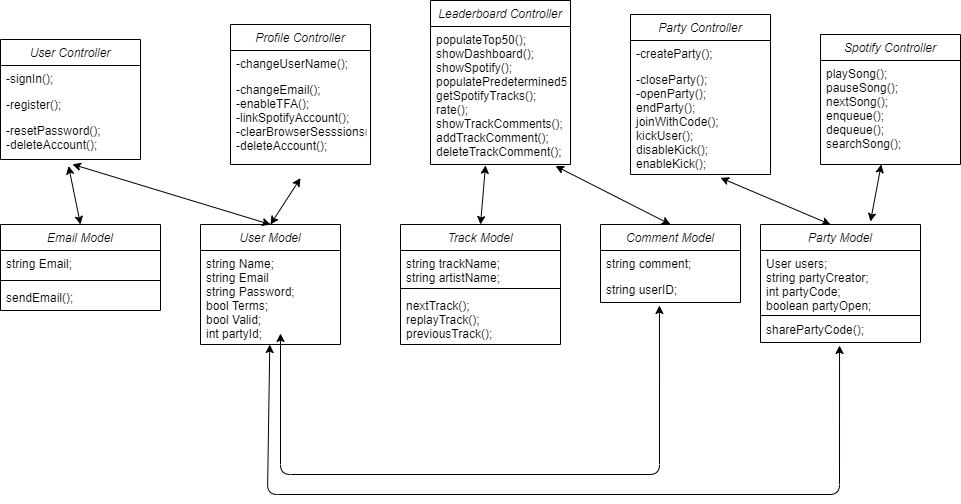 User Controller
-signIn();
-register();
-resetPassword();
-deleteAccount();
Profile Controller
-changeUserName();
-changeEmail();
-enableTFA();
-linkSpotifyAccount();
-clearBrowserSesssions(
-deleteAccount();
Leaderboard Controller
populateTop50();
showDashboard();
showSpotify();
populatePredetermined5
getSpotifyTracks();
rate();
showTrackComments();
addTrackComment();
deleteTrackComment();
Party Controller
-createParty();
-closeParty();
-openParty();
endParty();
joinWithCode();
kickUser();
disableKick();
enableKick();
Spotify Controller
playSong();
pauseSong();
nextSong();
enqueue();
dequeue();
searchSong();
Email Model
string Email;
sendEmail();
User Model
string Name;
string Email
string Password;
bool Terms;
bool Valid;
int partyId;
Track Model
string trackName;
string artistName;
nextTrack();
replayTrack();
previousTrack();
Comment Model
string comment;
string userID;
Party Model
User users;
string partyCreator;
int partyCode;
boolean partyOpen;
sharePartyCode();